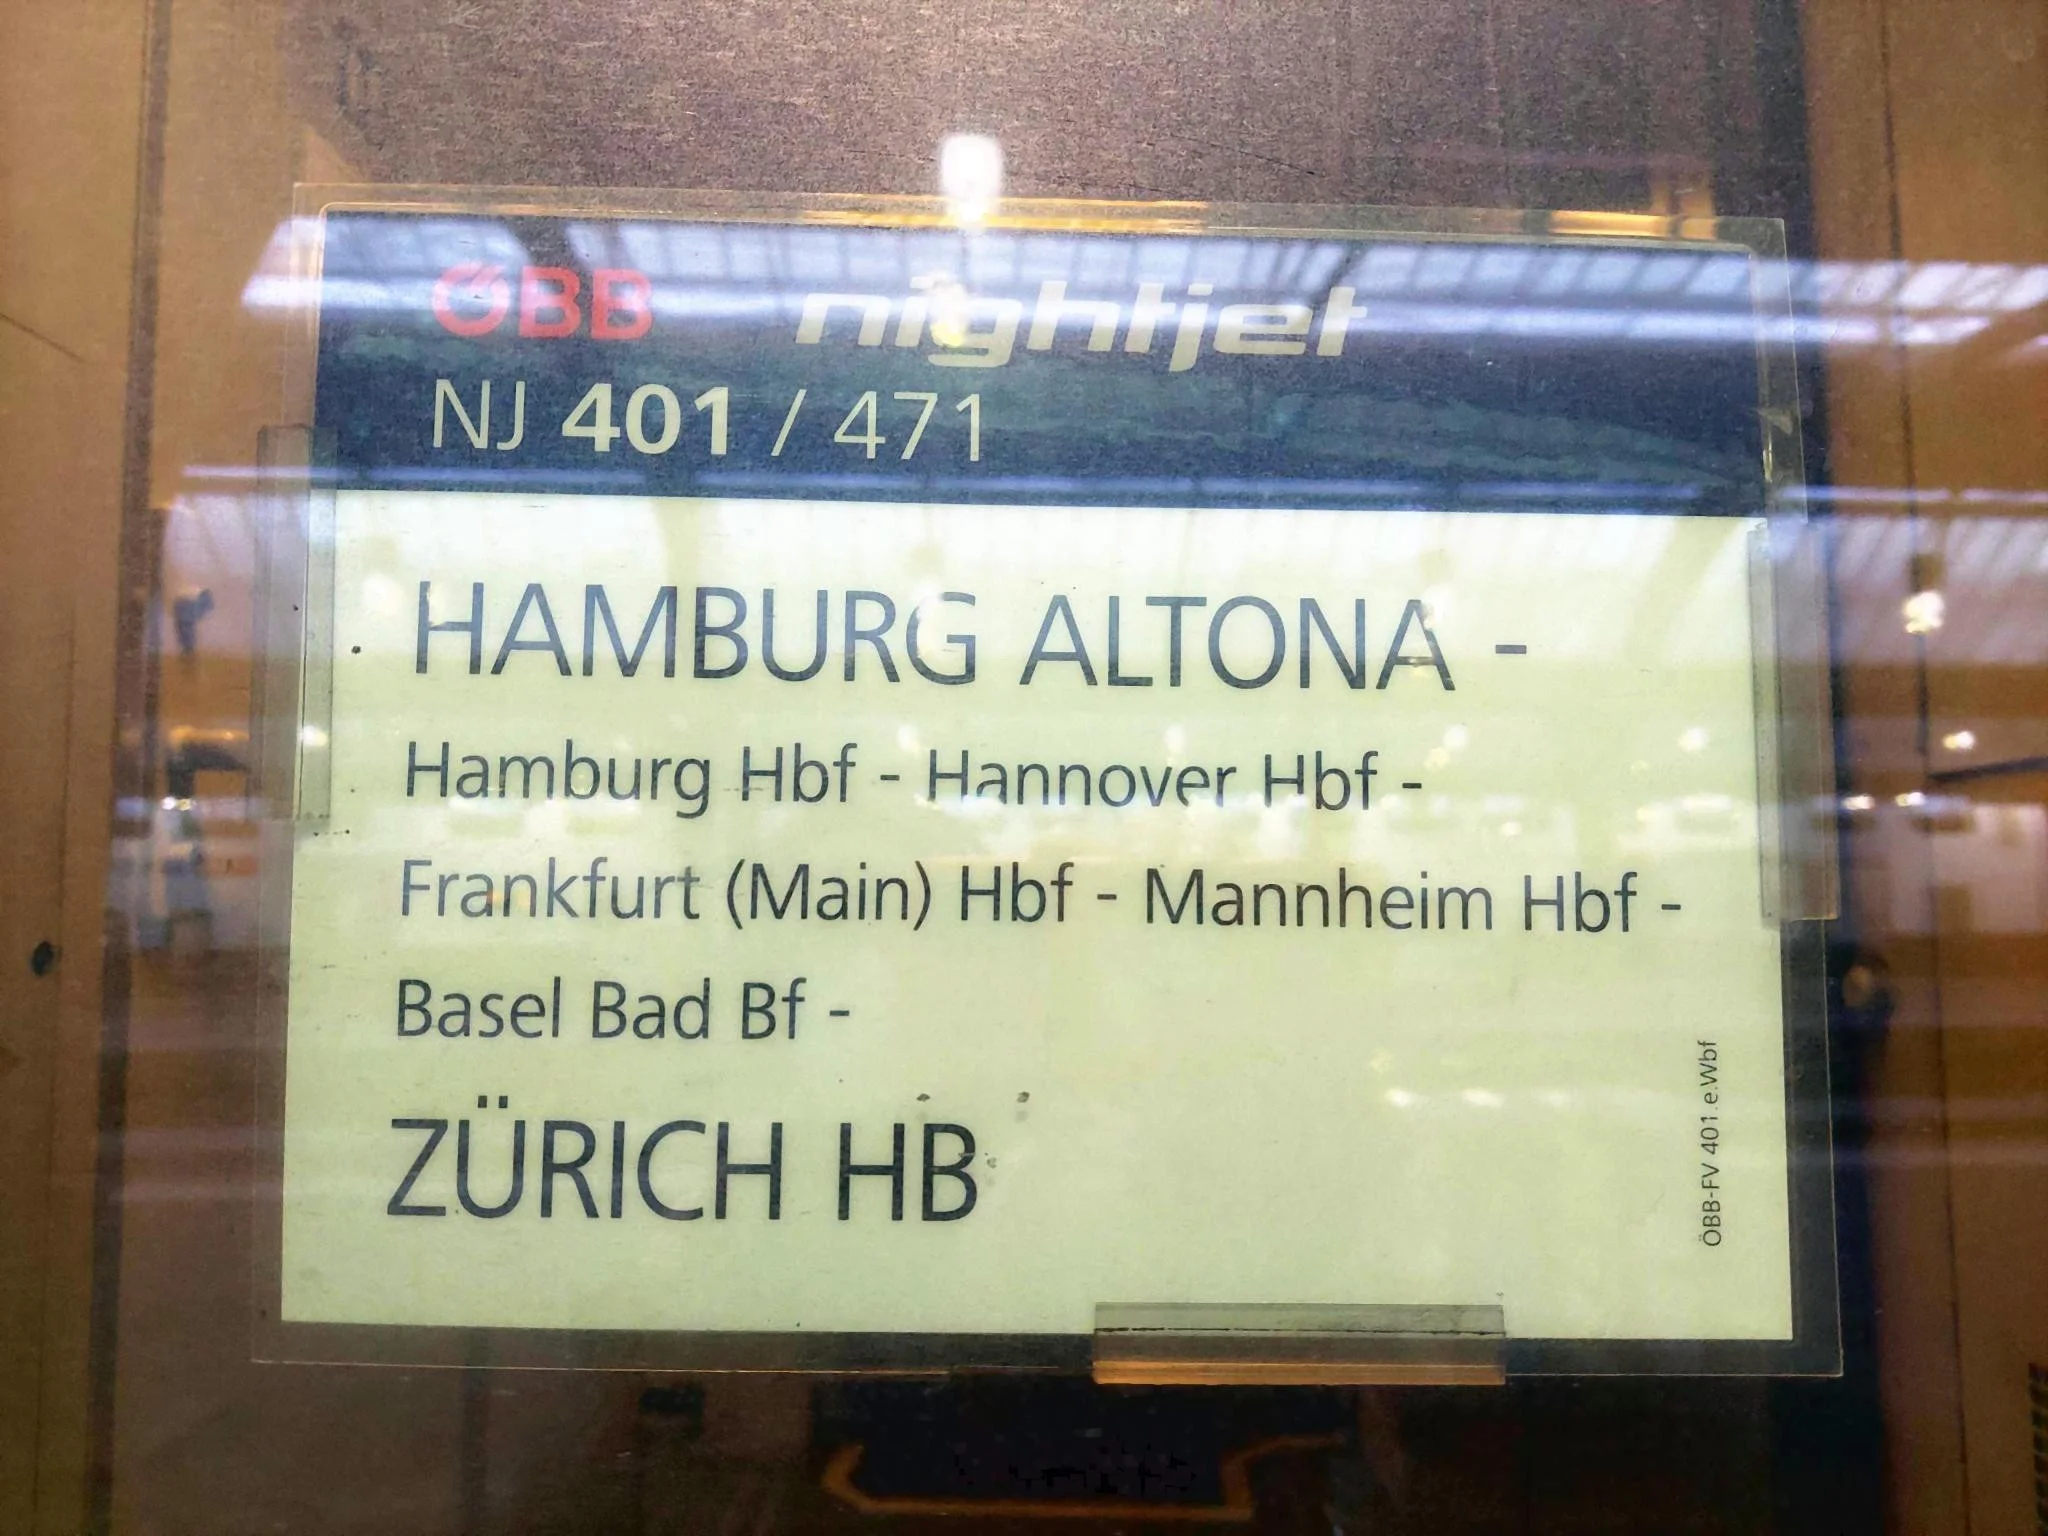 ÖBB nightjet
NJ 401 / 471
HAMBURG ALTONA -
Hamburg Hbf - Hannover Hbf -
Frankfurt (Main) Hbf - Mannheim Hbf -
Basel Bad Bf -
ZÜRICH HB
ÖBB-FV 401.e.Wbf